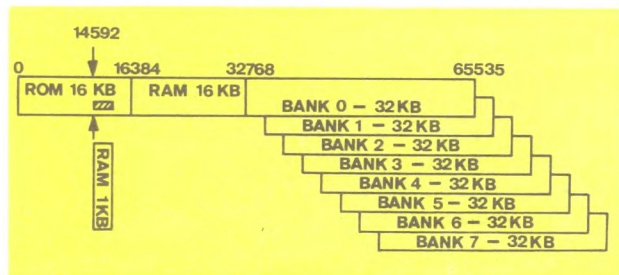 14592
0 16384 32768 65535
ROM 16 KB RAM 16 KB
BANK 0 - 32 KB
BANK 1 - 32 KB
BANK 2 - 32 KB
BANK 3 - 32 KB
BANK 4 - 32 KB
BANK 5 - 32 KB
BANK 6 - 32 KB
BANK 7 - 32 KB
RAM 1KB